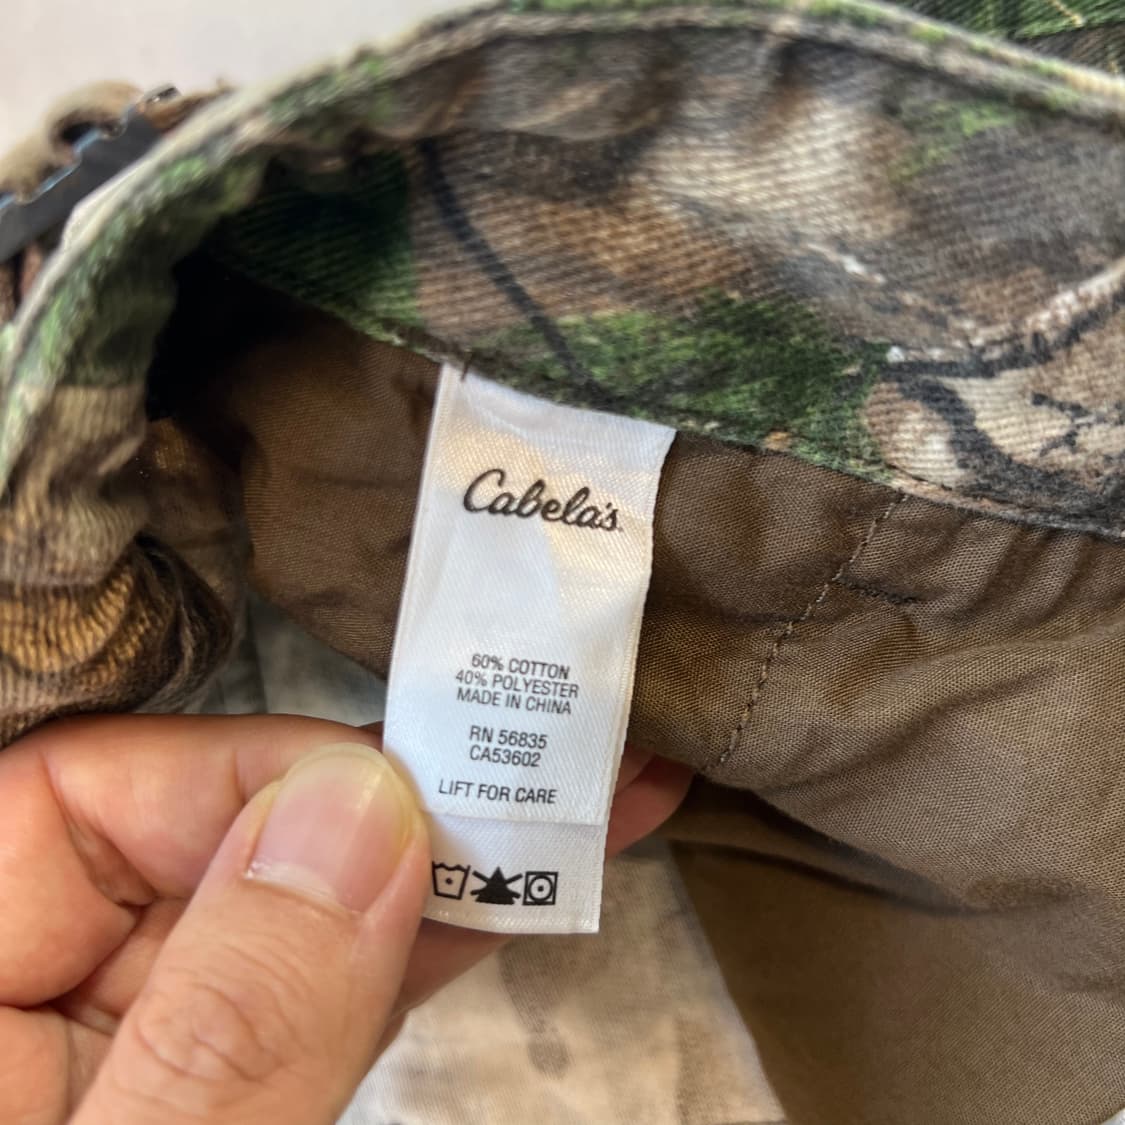 Cabela's
60% COTTON
40% POLYESTER
MADE IN CHINA
RN 56835
CA53602
LIFT FOR CARE